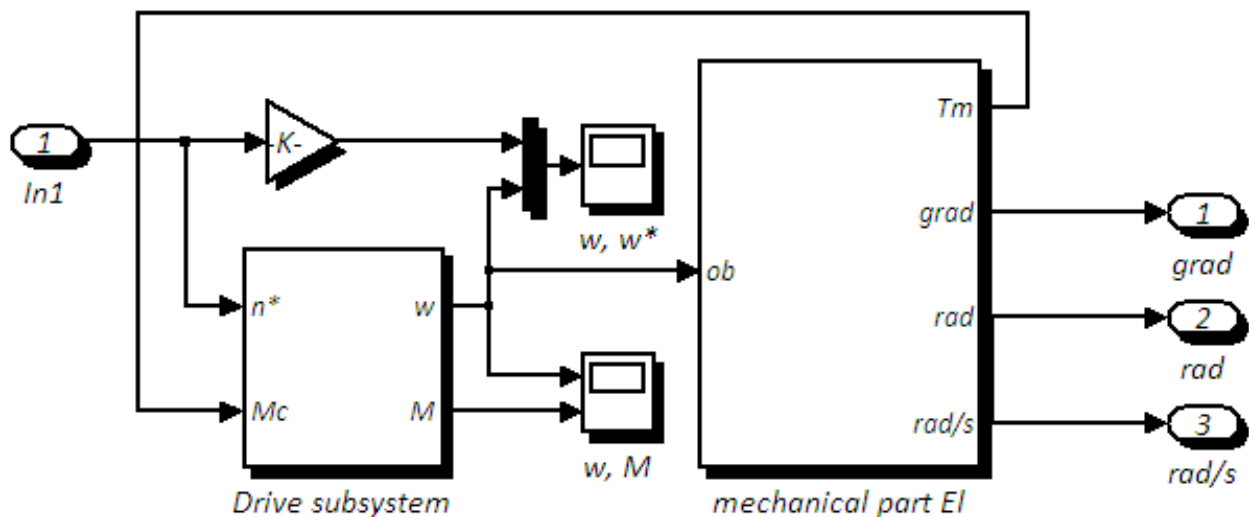 Tm
1
In1
-K-
w, w*
grad
1
grad
ob
n*
w
rad
2
rad
Mc
M
w, M
rad/s
3
rad/s
Drive subsystem
mechanical part El